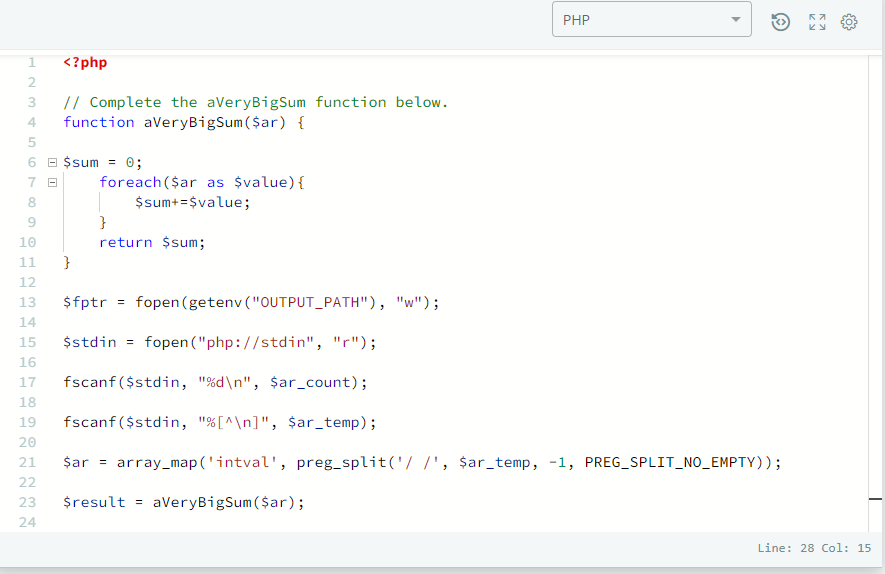 PHP
1 <?php
2
3 // Complete the aVeryBigSum function below.
4 function aVeryBigSum($ar) {
5
6 $sum = 0;
7 foreach($ar as $value){
8 $sum+=$value;
9 }
10 return $sum;
11 }
12
13 $fptr = fopen(getenv("OUTPUT_PATH"), "w");
14
15 $stdin = fopen("php://stdin", "r");
16
17 fscanf($stdin, "%d\n", $ar_count);
18
19 fscanf($stdin, "%[^\n]", $ar_temp);
20
21 $ar = array_map('intval', preg_split('/ /', $ar_temp, -1, PREG_SPLIT_NO_EMPTY));
22
23 $result = aVeryBigSum($ar);
24
Line: 28 Col: 15